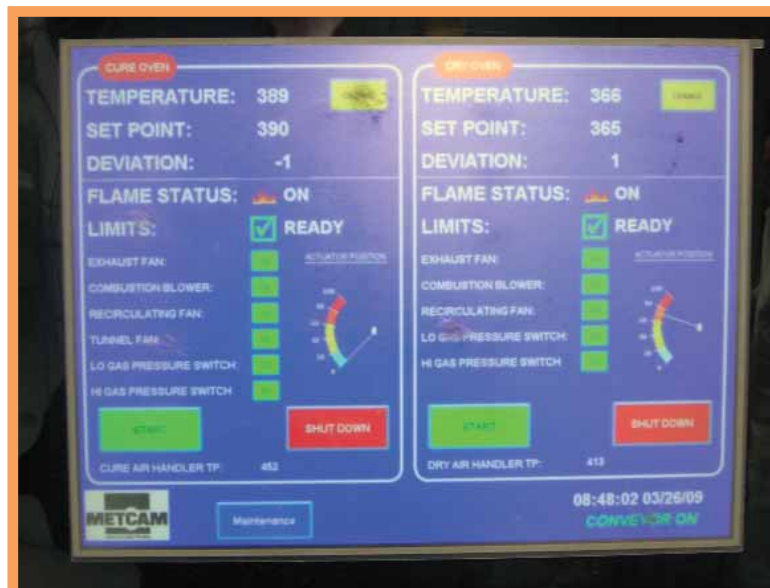 CURE OVEN
TEMPERATURE: 389
SET POINT: 390
DEVIATION: -1
FLAME STATUS: ON
LIMITS: READY
EXHAUST FAN:
ACTUATOR POSITION
COMBUSTION BLOWER:
RECIRCULATING FAN:
TUNNEL FAN:
LO GAS PRESSURE SWITCH:
HI GAS PRESSURE SWITCH
START
SHUT DOWN
CURE AIR HANDLER TP: 452
DRY OVEN
TEMPERATURE: 366
SET POINT: 365
DEVIATION: 1
FLAME STATUS: ON
LIMITS: READY
EXHAUST FAN:
ACTUATOR POSITION
COMBUSTION BLOWER:
RECIRCULATING FAN:
LO GAS PRESSURE SWITCH:
HI GAS PRESSURE SWITCH:
START
SHUT DOWN
DRY AIR HANDLER TP: 413
METCAM
Maintenance
08:48:02 03/26/09
CONVEYOR ON